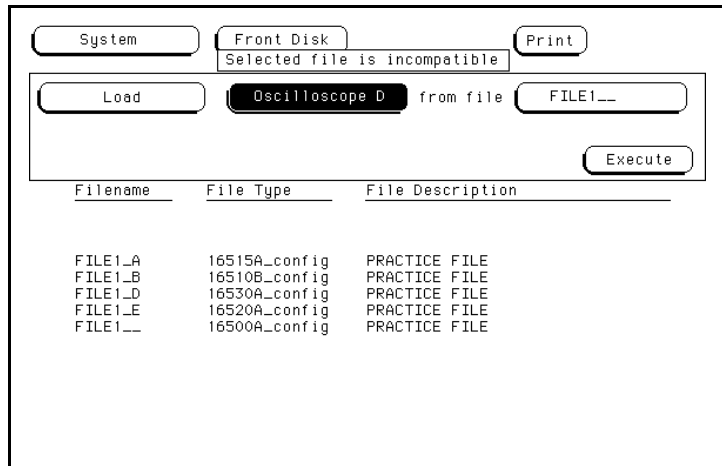 System Front Disk Print
Selected file is incompatible
Load Oscilloscope D from file FILE1__
Execute
Filename File Type File Description
FILE1_A 16515A_config PRACTICE FILE
FILE1_B 16510B_config PRACTICE FILE
FILE1_D 16530A_config PRACTICE FILE
FILE1_E 16520A_config PRACTICE FILE
FILE1__ 16500A_config PRACTICE FILE